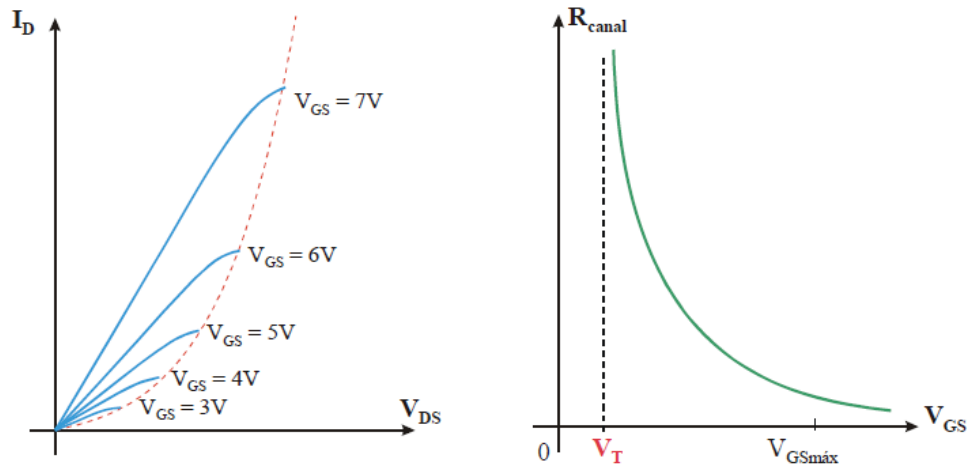 I_D
V_GS = 7V
V_GS = 6V
V_GS = 5V
V_GS = 4V
V_GS = 3V
V_DS
R_canal
0
V_T
V_GSmáx
V_GS